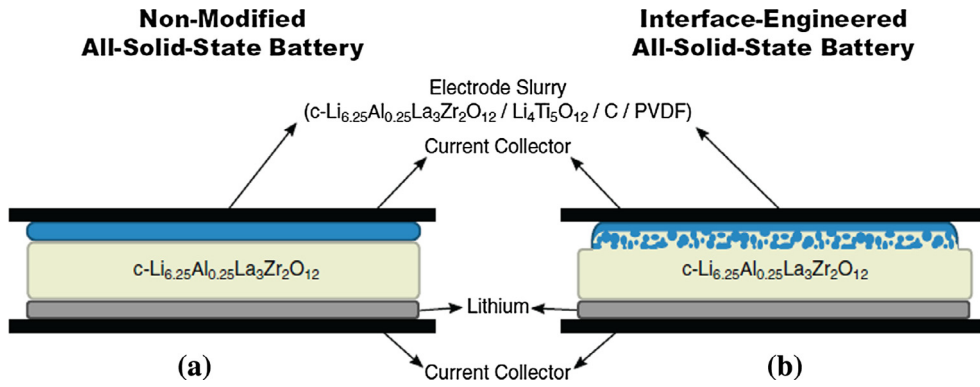 Non-Modified
All-Solid-State Battery
Interface-Engineered
All-Solid-State Battery
Electrode Slurry
(c-Li₆.₂₅Al₀.₂₅La₃Zr₂O₁₂ / Li₄Ti₅O₁₂ / C / PVDF)
Current Collector
c-Li₆.₂₅Al₀.₂₅La₃Zr₂O₁₂
c-Li₆.₂₅Al₀.₂₅La₃Zr₂O₁₂
Lithium
(a)
Current Collector
(b)